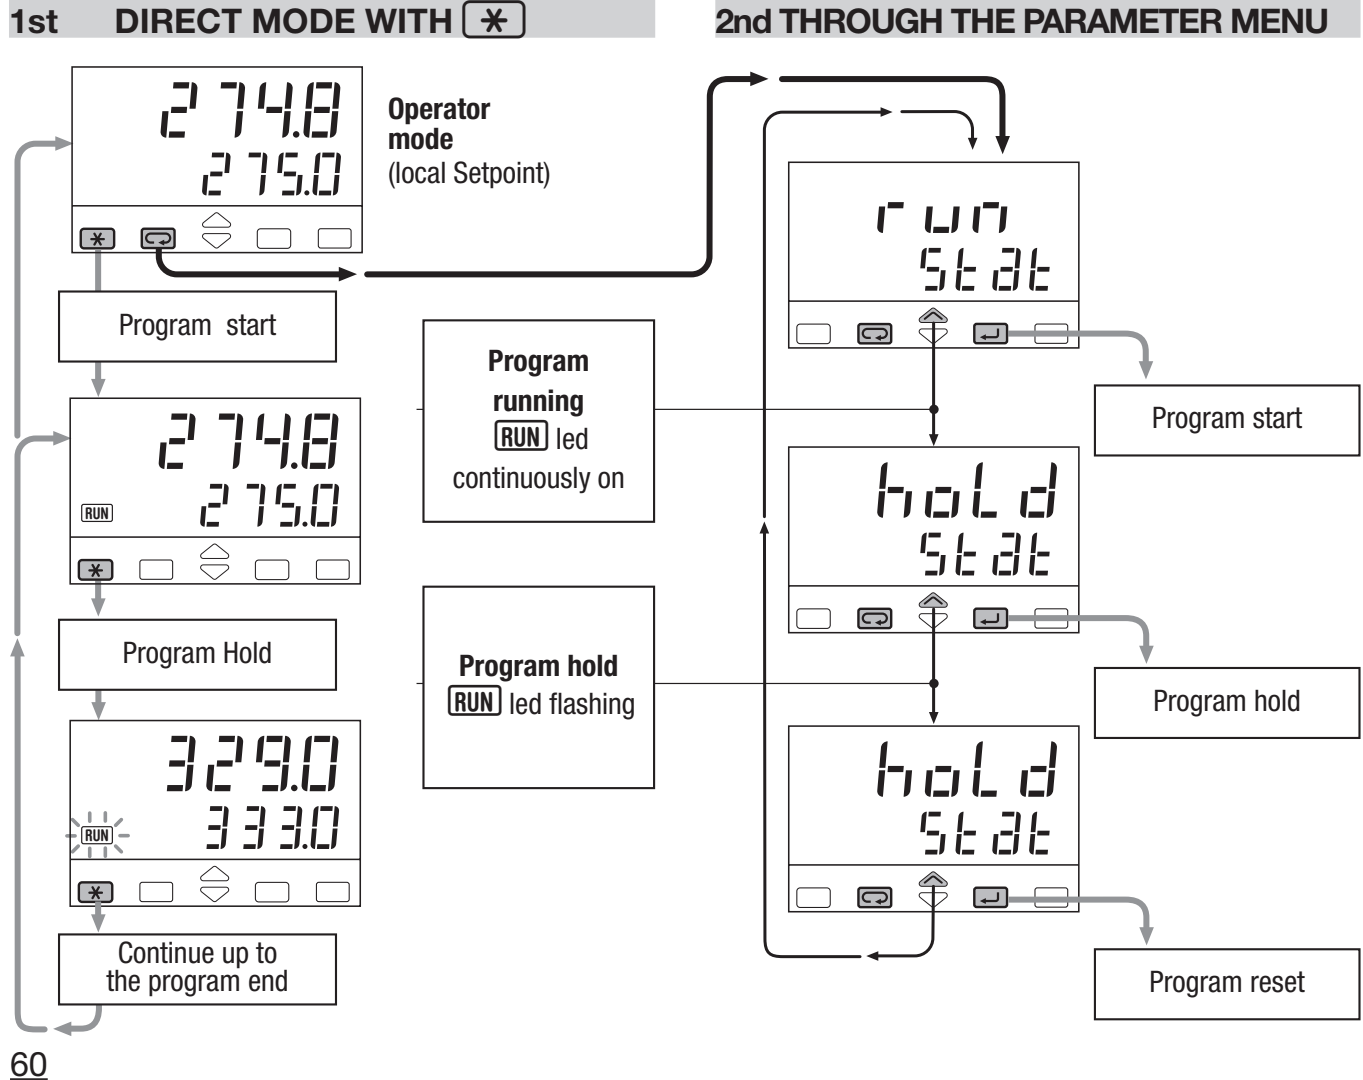 1st DIRECT MODE WITH
2nd THROUGH THE PARAMETER MENU
274.8
275.0
Operator
mode
(local Setpoint)
Program start
274.8
RUN
275.0
Program Hold
329.0
RUN
333.0
Continue up to
the program end
Program
running
RUN led
continuously on
Program hold
RUN led flashing
run
Stat
Program start
hoLd
Stat
Program hold
hoLd
Stat
Program reset
60